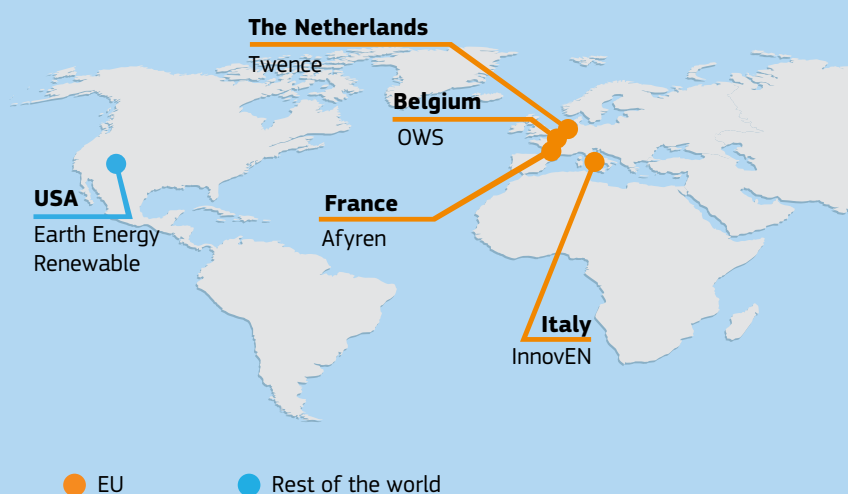 The Netherlands
Twence
Belgium
OWS
USA
Earth Energy
Renewable
France
Afyren
Italy
InnovEN
EU
Rest of the world